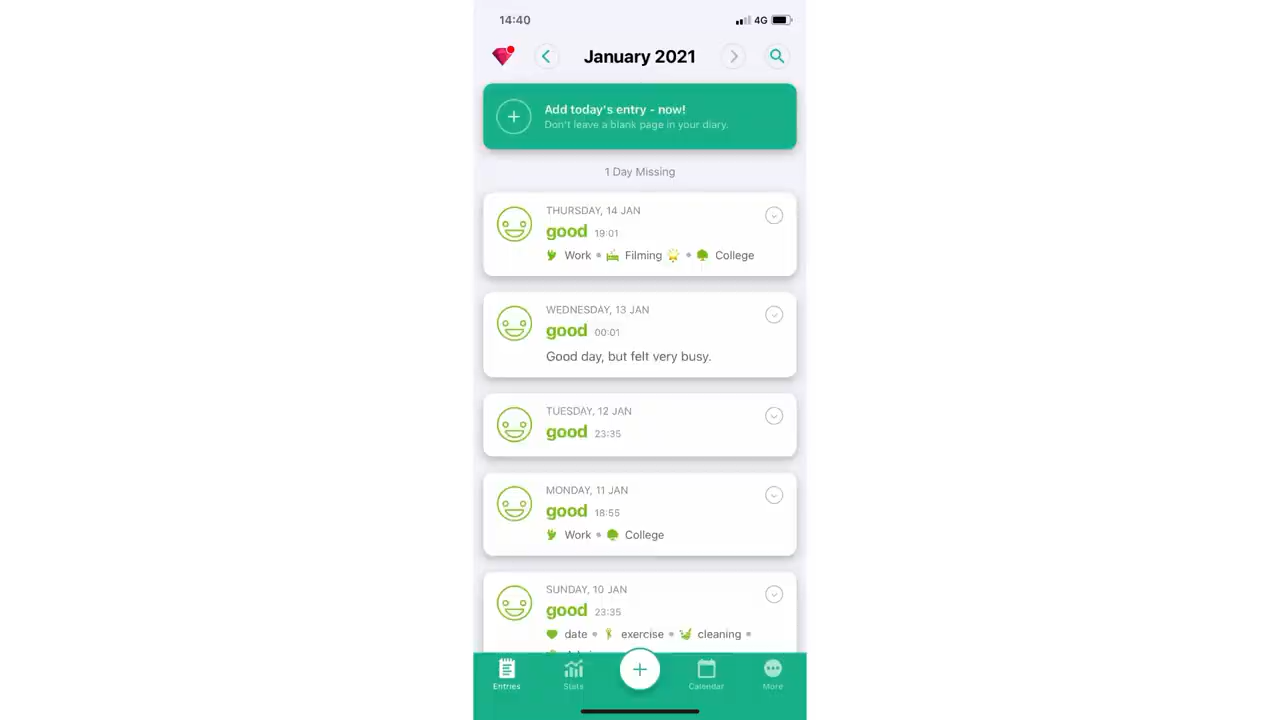 14:40
4G
January 2021
Add today's entry - now!
Don't leave a blank page in your diary.
1 Day Missing
THURSDAY, 14 JAN
good 19:01
Work • Filming • College
WEDNESDAY, 13 JAN
good 00:01
Good day, but felt very busy.
TUESDAY, 12 JAN
good 23:35
MONDAY, 11 JAN
good 18:55
Work • College
SUNDAY, 10 JAN
good 23:35
date • exercise • cleaning •
Entries
Stats
Calendar
More